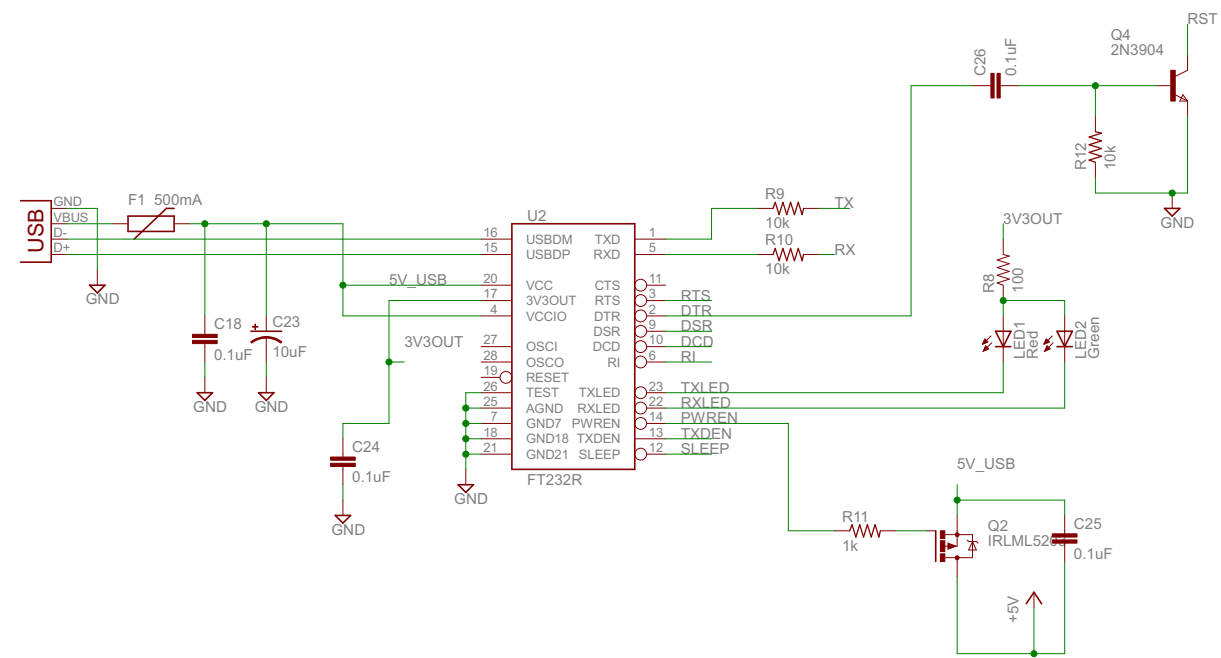 RST
Q4
2N3904
C26
0.1uF
R12
10k
GND
USB
GND
VBUS
D-
D+
F1 500mA
GND
C18
0.1uF
GND
C23
10uF
GND
5V_USB
3V3OUT
C24
0.1uF
GND
U2
16 USBDM TXD 1
15 USBDP RXD 5
20 VCC CTS 11
17 3V3OUT RTS 3 RTS
4 VCCIO DTR 2 DTR
DSR 9 DSR
27 OSCI DCD 10 DCD
28 OSCO RI 6 RI
19 RESET
26 TEST TXLED 23 TXLED
25 AGND RXLED 22 RXLED
7 GND7 PWREN 14 PWREN
18 GND18 TXDEN 13 TXDEN
21 GND21 SLEEP 12 SLEEP
FT232R
GND
R9
10k
TX
R10
10k
RX
3V3OUT
R8
100
LED1
Red
LED2
Green
R11
1k
5V_USB
Q2
C25
0.1uF
+5V